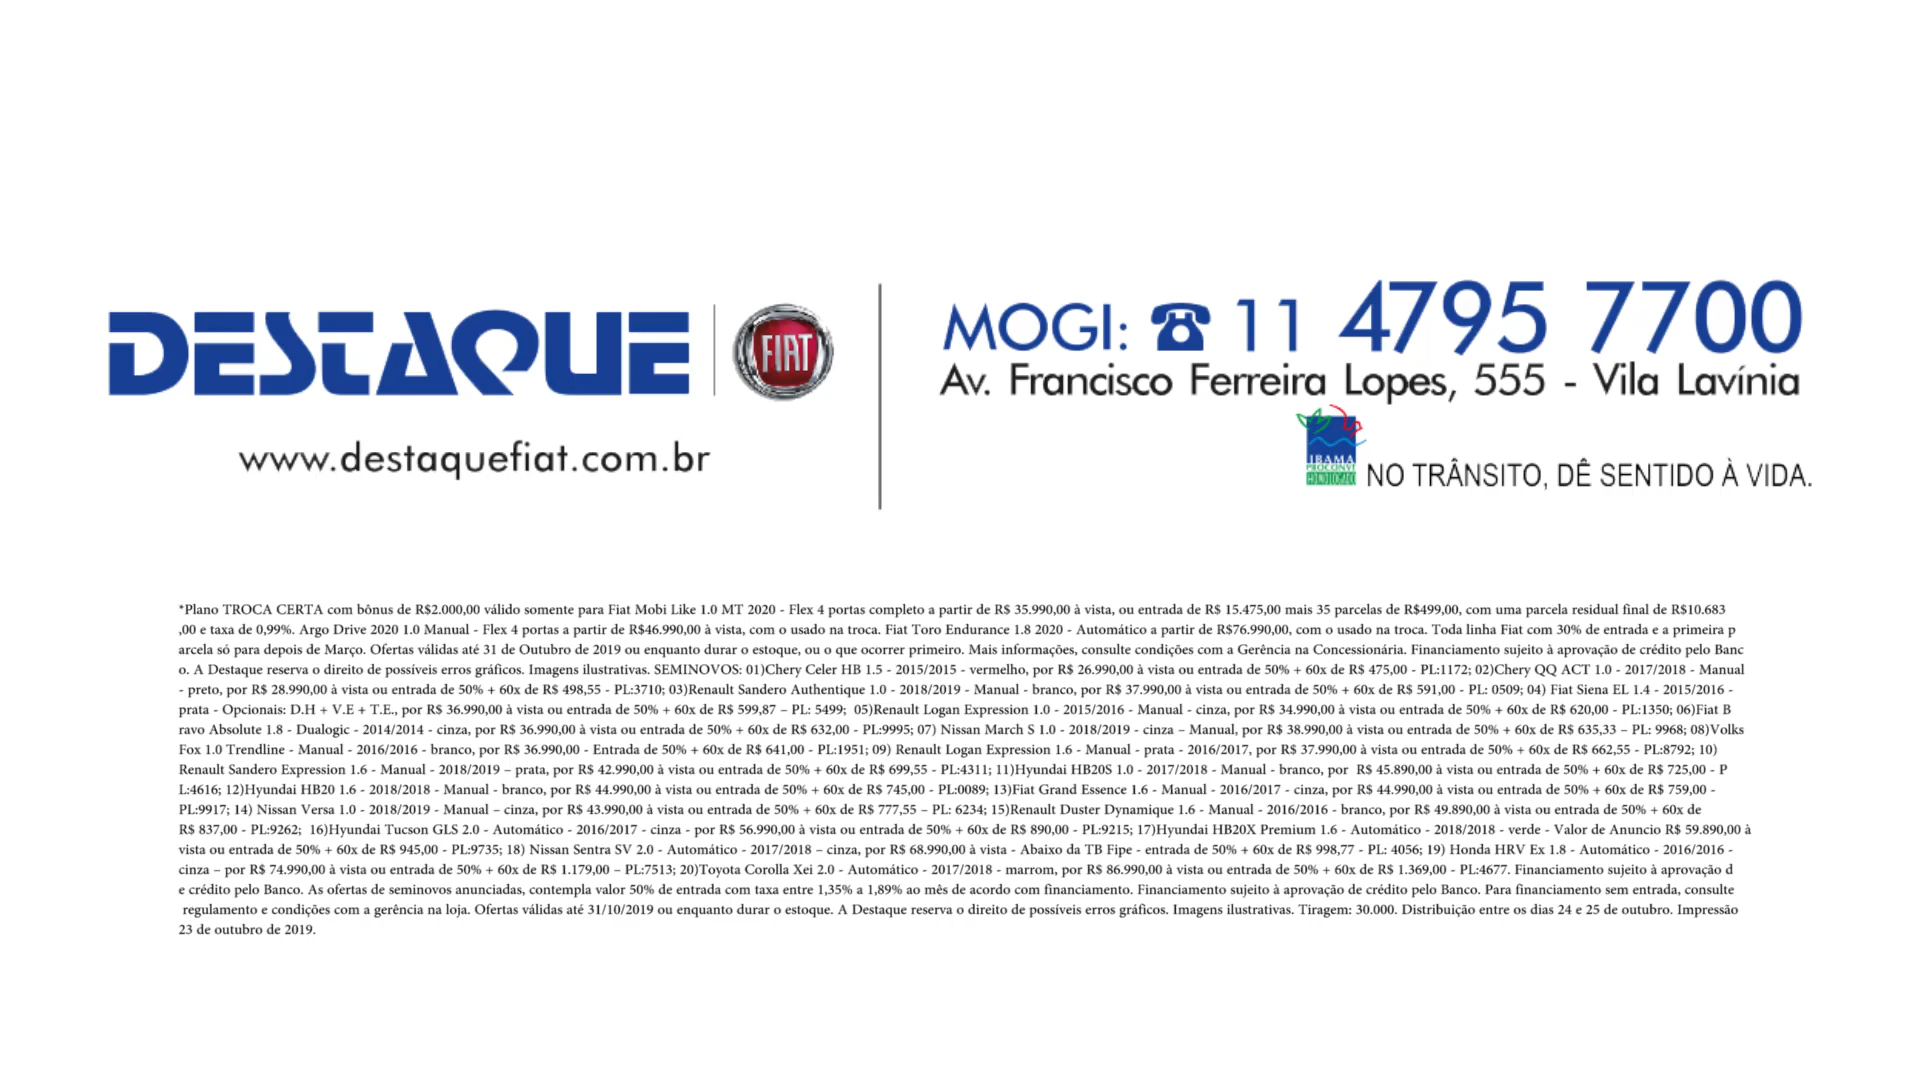 DESTAQUE
FIAT
www.destaquefiat.com.br
MOGI: ☎ 11 4795 7700
Av. Francisco Ferreira Lopes, 555 - Vila Lavínia
IBAMA
PROCONVE
HOMOLOGADO
NO TRÂNSITO, DÊ SENTIDO À VIDA.
*Plano TROCA CERTA com bônus de R$2.000,00 válido somente para Fiat Mobi Like 1.0 MT 2020 - Flex 4 portas completo a partir de R$ 35.990,00 à vista, ou entrada de R$ 15.475,00 mais 35 parcelas de R$499,00, com uma parcela residual final de R$10.683
,00 e taxa de 0,99%. Argo Drive 2020 1.0 Manual - Flex 4 portas a partir de R$46.990,00 à vista, com o usado na troca. Fiat Toro Endurance 1.8 2020 - Automático a partir de R$76.990,00, com o usado na troca. Toda linha Fiat com 30% de entrada e a primeira p
arcela só para depois de Março. Ofertas válidas até 31 de Outubro de 2019 ou enquanto durar o estoque, ou o que ocorrer primeiro. Mais informações, consulte condições com a Gerência na Concessionária. Financiamento sujeito à aprovação de crédito pelo Banc
o. A Destaque reserva o direito de possíveis erros gráficos. Imagens ilustrativas. SEMINOVOS: 01)Chery Celer HB 1.5 - 2015/2015 - vermelho, por R$ 26.990,00 à vista ou entrada de 50% + 60x de R$ 475,00 - PL:1172; 02)Chery QQ ACT 1.0 - 2017/2018 - Manual
- preto, por R$ 28.990,00 à vista ou entrada de 50% + 60x de R$ 498,55 - PL:3710; 03)Renault Sandero Authentique 1.0 - 2018/2019 - Manual - branco, por R$ 37.990,00 à vista ou entrada de 50% + 60x de R$ 591,00 - PL: 0509; 04) Fiat Siena EL 1.4 - 2015/2016 -
prata - Opcionais: D.H + V.E + T.E., por R$ 36.990,00 à vista ou entrada de 50% + 60x de R$ 599,87 – PL: 5499; 05)Renault Logan Expression 1.0 - 2015/2016 - Manual - cinza, por R$ 34.990,00 à vista ou entrada de 50% + 60x de R$ 620,00 - PL:1350; 06)Fiat B
ravo Absolute 1.8 - Dualogic - 2014/2014 - cinza, por R$ 36.990,00 à vista ou entrada de 50% + 60x de R$ 632,00 - PL:9995; 07) Nissan March S 1.0 - 2018/2019 - cinza – Manual, por R$ 38.990,00 à vista ou entrada de 50% + 60x de R$ 635,33 – PL: 9968; 08)Volks
Fox 1.0 Trendline - Manual - 2016/2016 - branco, por R$ 36.990,00 - Entrada de 50% + 60x de R$ 641,00 - PL:1951; 09) Renault Logan Expression 1.6 - Manual - prata - 2016/2017, por R$ 37.990,00 à vista ou entrada de 50% + 60x de R$ 662,55 - PL:8792; 10)
Renault Sandero Expression 1.6 - Manual - 2018/2019 – prata, por R$ 42.990,00 à vista ou entrada de 50% + 60x de R$ 699,55 - PL:4311; 11)Hyundai HB20S 1.0 - 2017/2018 - Manual - branco, por R$ 45.890,00 à vista ou entrada de 50% + 60x de R$ 725,00 - P
L:4616; 12)Hyundai HB20 1.6 - 2018/2018 - Manual - branco, por R$ 44.990,00 à vista ou entrada de 50% + 60x de R$ 745,00 - PL:0089; 13)Fiat Grand Essence 1.6 - Manual - 2016/2017 - cinza, por R$ 44.990,00 à vista ou entrada de 50% + 60x de R$ 759,00 -
PL:9917; 14) Nissan Versa 1.0 - 2018/2019 - Manual – cinza, por R$ 43.990,00 à vista ou entrada de 50% + 60x de R$ 777,55 – PL: 6234; 15)Renault Duster Dynamique 1.6 - Manual - 2016/2016 - branco, por R$ 49.890,00 à vista ou entrada de 50% + 60x de
R$ 837,00 - PL:9262; 16)Hyundai Tucson GLS 2.0 - Automático - 2016/2017 - cinza - por R$ 56.990,00 à vista ou entrada de 50% + 60x de R$ 890,00 - PL:9215; 17)Hyundai HB20X Premium 1.6 - Automático - 2018/2018 - verde - Valor de Anuncio R$ 59.890,00 à
vista ou entrada de 50% + 60x de R$ 945,00 - PL:9735; 18) Nissan Sentra SV 2.0 - Automático - 2017/2018 – cinza, por R$ 68.990,00 à vista - Abaixo da TB Fipe - entrada de 50% + 60x de R$ 998,77 - PL: 4056; 19) Honda HRV Ex 1.8 - Automático - 2016/2016 -
cinza – por R$ 74.990,00 à vista ou entrada de 50% + 60x de R$ 1.179,00 – PL:7513; 20)Toyota Corolla Xei 2.0 - Automático - 2017/2018 - marrom, por R$ 86.990,00 à vista ou entrada de 50% + 60x de R$ 1.369,00 - PL:4677. Financiamento sujeito à aprovação d
e crédito pelo Banco. As ofertas de seminovos anunciadas, contempla valor 50% de entrada com taxa entre 1,35% a 1,89% ao mês de acordo com financiamento. Financiamento sujeito à aprovação de crédito pelo Banco. Para financiamento sem entrada, consulte
regulamento e condições com a gerência na loja. Ofertas válidas até 31/10/2019 ou enquanto durar o estoque. A Destaque reserva o direito de possíveis erros gráficos. Imagens ilustrativas. Tiragem: 30.000. Distribuição entre os dias 24 e 25 de outubro. Impressão
23 de outubro de 2019.